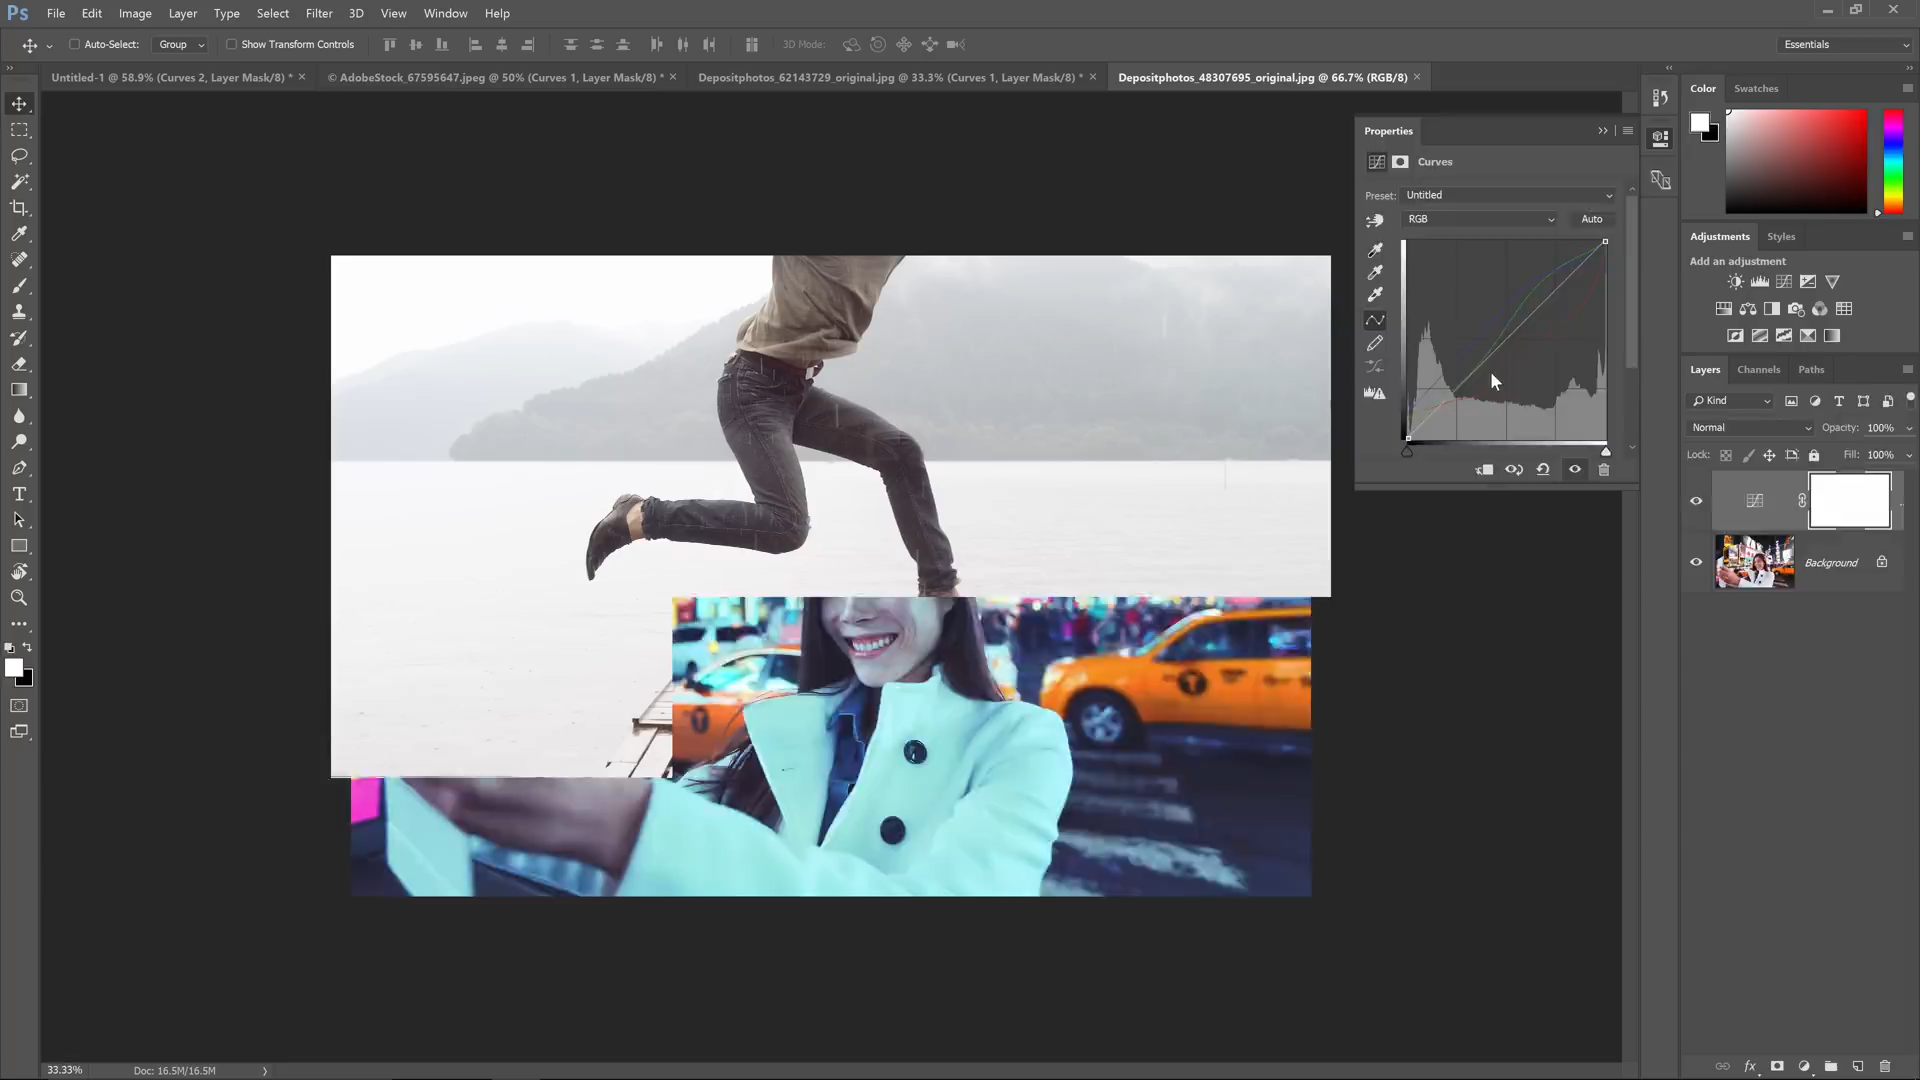 Ps File Edit Image Layer Type Select Filter 3D View Window Help
Auto-Select: Group Show Transform Controls 3D Mode: Essentials
Untitled-1 @ 58.9% (Curves 2, Layer Mask/8) * × © AdobeStock_67595647.jpeg @ 50% (Curves 1, Layer Mask/8) * × Depositphotos_62143729_original.jpg @ 33.3% (Curves 1, Layer Mask/8) * × Depositphotos_48307695_original.jpg @ 66.7% (RGB/8) ×
Color Swatches
Properties
Curves
Preset: Untitled
RGB Auto
Adjustments Styles
Add an adjustment
Layers Channels Paths
Kind
Normal Opacity: 100%
Lock: Fill: 100%
Background
T
T
33.33% Doc: 16.5M/16.5M
fx